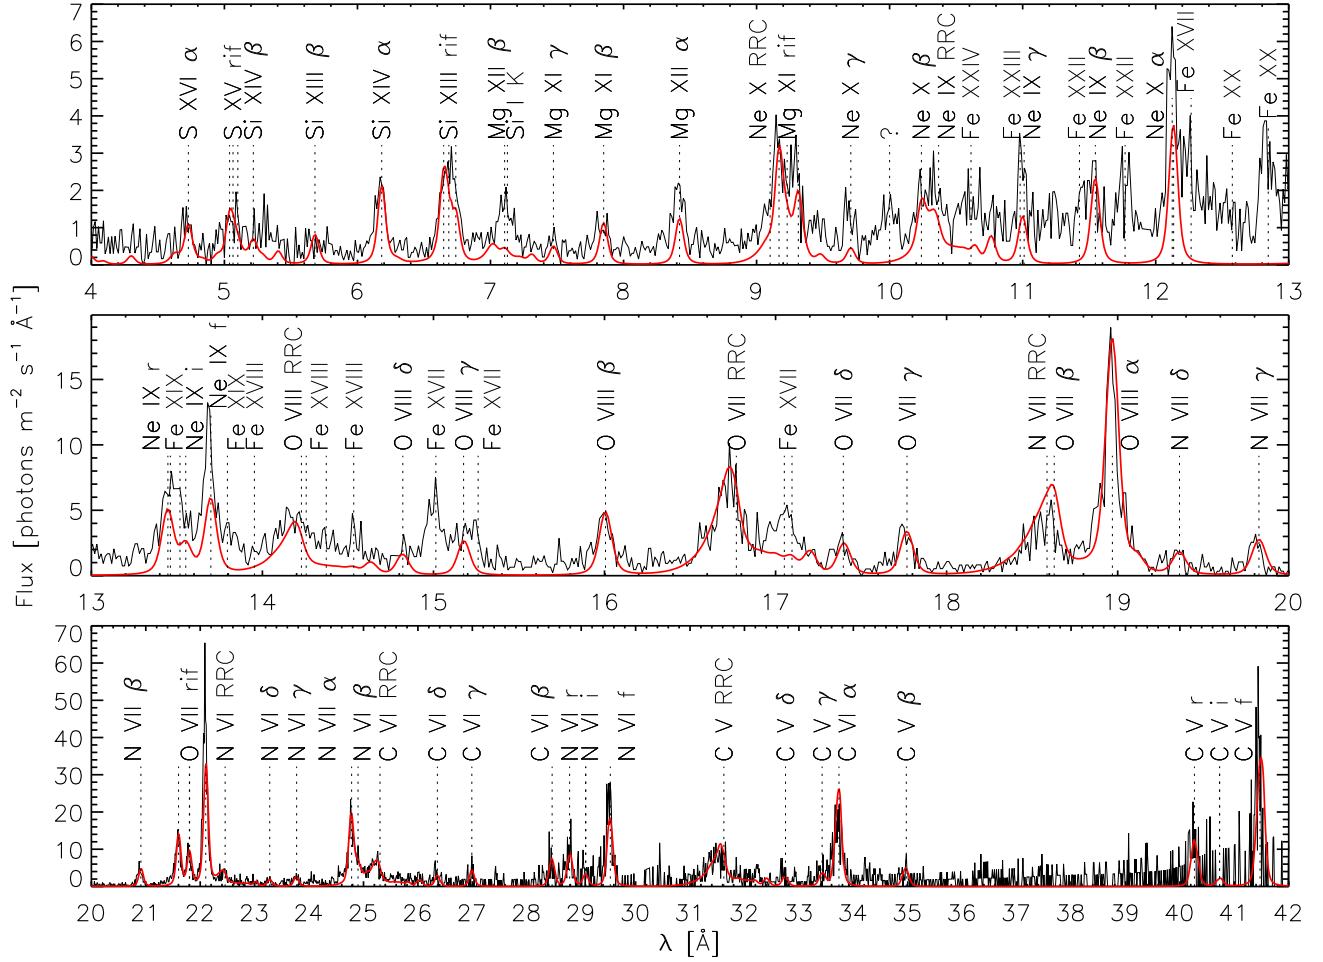 7
6
5
4
3
2
1
0
S XVI α
S XV rif
Si XIV β
Si XIII β
Si XIV α
Si XIII rif
Mg XII β
Si I K
Mg XI γ
Mg XI β
Mg XII α
Ne X RRC
Mg XI rif
Ne X γ
?
Ne X β
Ne IX RRC
Fe XXIV
Fe XXIII
Ne IX γ
Fe XXII
Ne IX β
Fe XXII
Ne X α
Fe XVII
Fe XX
Fe XX
4 5 6 7 8 9 10 11 12 13
Flux [photons m⁻² s⁻¹ Å⁻¹]
15
10
5
0
Ne IX r
Fe XIX
Ne IX i
Ne IX f
Fe XIX
Fe XVIII
O VIII RRC
Fe XVIII
Fe XVIII
O VIII δ
Fe XVII
O VIII γ
Fe XVII
O VIII β
O VII RRC
Fe XVII
O VII δ
O VII γ
N VII RRC
O VII β
O VIII α
N VII δ
N VII γ
13 14 15 16 17 18 19 20
70
60
50
40
30
20
10
0
N VII β
O VII rif
N VI RRC
N VI δ
N VI γ
N VII α
N VI β
C VI RRC
C VI δ
C VI γ
C VI β
N VI r
N VI i
N VI f
C V RRC
C V δ
C V γ
C VI α
C V β
C V r
C V i
C V f
20 21 22 23 24 25 26 27 28 29 30 31 32 33 34 35 36 37 38 39 40 41 42
λ [Å]